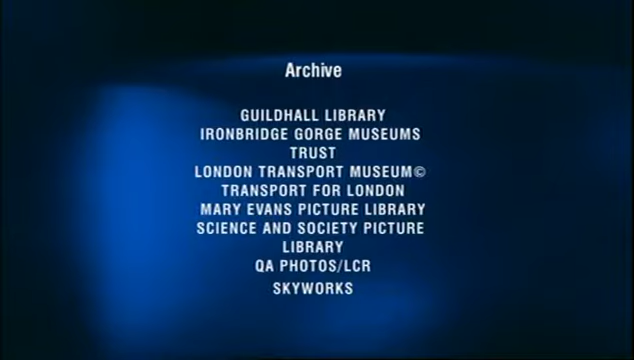 Archive
GUILDHALL LIBRARY
IRONBRIDGE GORGE MUSEUMS
TRUST
LONDON TRANSPORT MUSEUM©
TRANSPORT FOR LONDON
MARY EVANS PICTURE LIBRARY
SCIENCE AND SOCIETY PICTURE
LIBRARY
QA PHOTOS/LCR
SKYWORKS